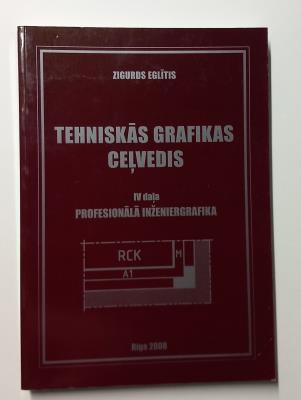 ZIGURDS EGLĪTIS
TEHNISKĀS GRAFIKAS
CEĻVEDIS
IV daļa
PROFESIONĀLĀ INŽENIERGRAFIKA
RCK
M
A1
Rīga 2008